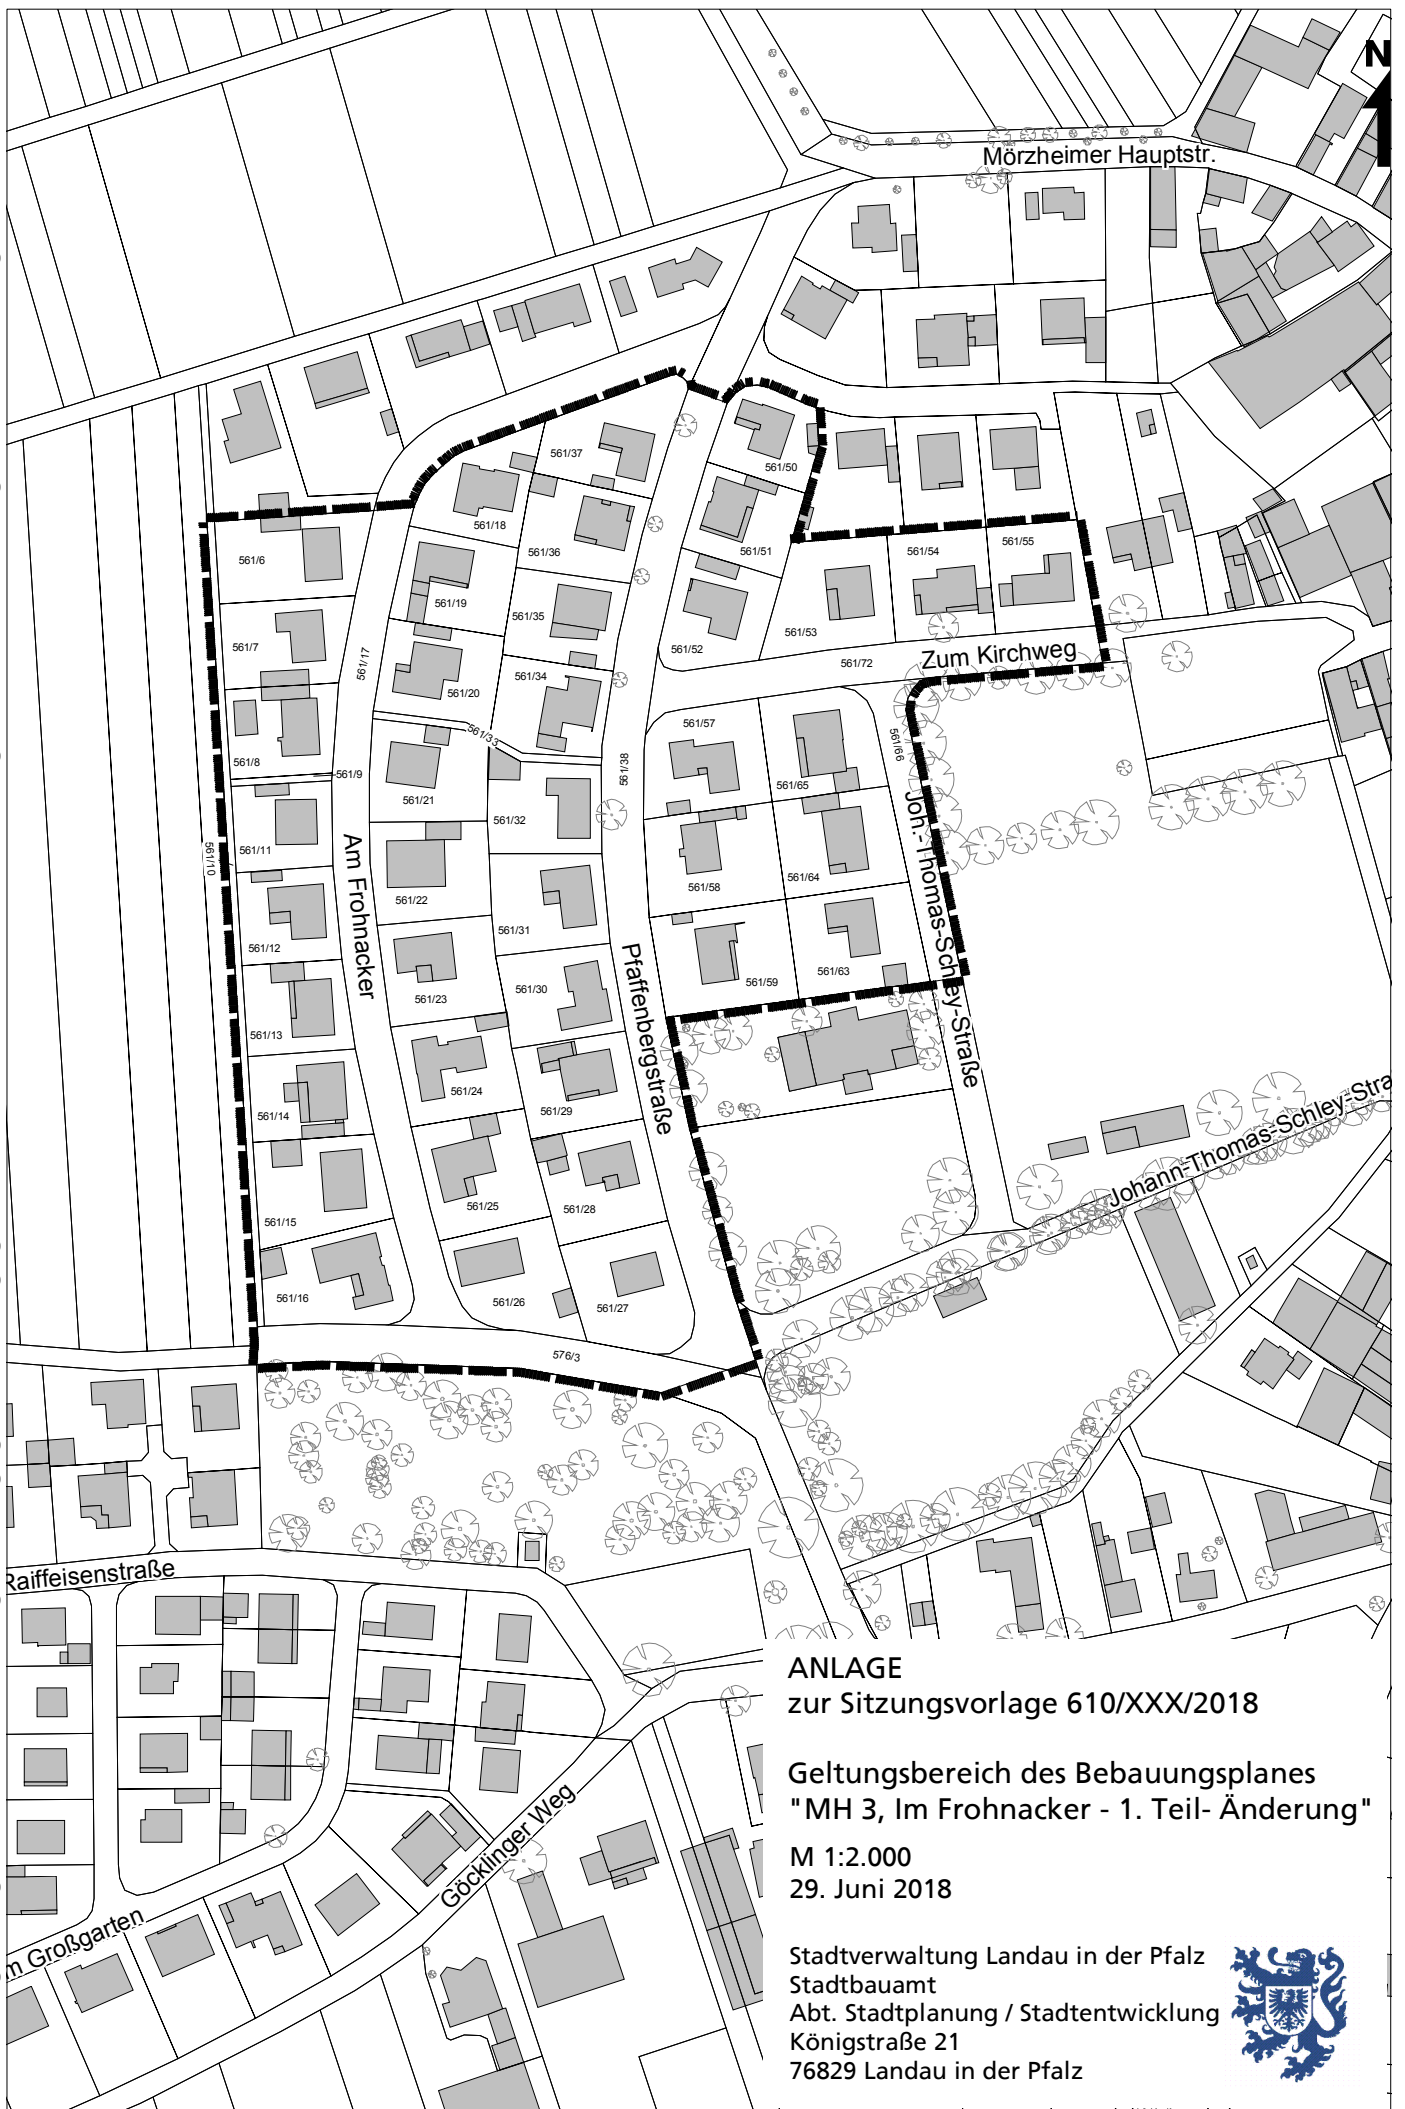 N
Mörzheimer Hauptstr.
561/37
561/50
561/18
561/36
561/51
561/54
561/55
561/6
561/19
561/35
561/53
561/7
561/52
561/72
Zum Kirchweg
561/17
561/20
561/34
561/57
561/33
561/66
561/8
561/9
561/38
561/65
561/21
561/32
Joh.-Thomas-Schley-Straße
561/11
561/10
Am Frohnacker
561/58
561/64
561/22
561/12
561/31
561/23
561/30
Pfaffenbergstraße
561/59
561/63
561/13
561/24
561/29
561/14
Johann-Thomas-Schley-Stra
561/15
561/25
561/28
561/16
561/26
561/27
576/3
Raiffeisenstraße
Göcklinger Weg
m Großgarten
ANLAGE
zur Sitzungsvorlage 610/XXX/2018
Geltungsbereich des Bebauungsplanes
"MH 3, Im Frohnacker - 1. Teil- Änderung"
M 1:2.000
29. Juni 2018
Stadtverwaltung Landau in der Pfalz
Stadtbauamt
Abt. Stadtplanung / Stadtentwicklung
Königstraße 21
76829 Landau in der Pfalz